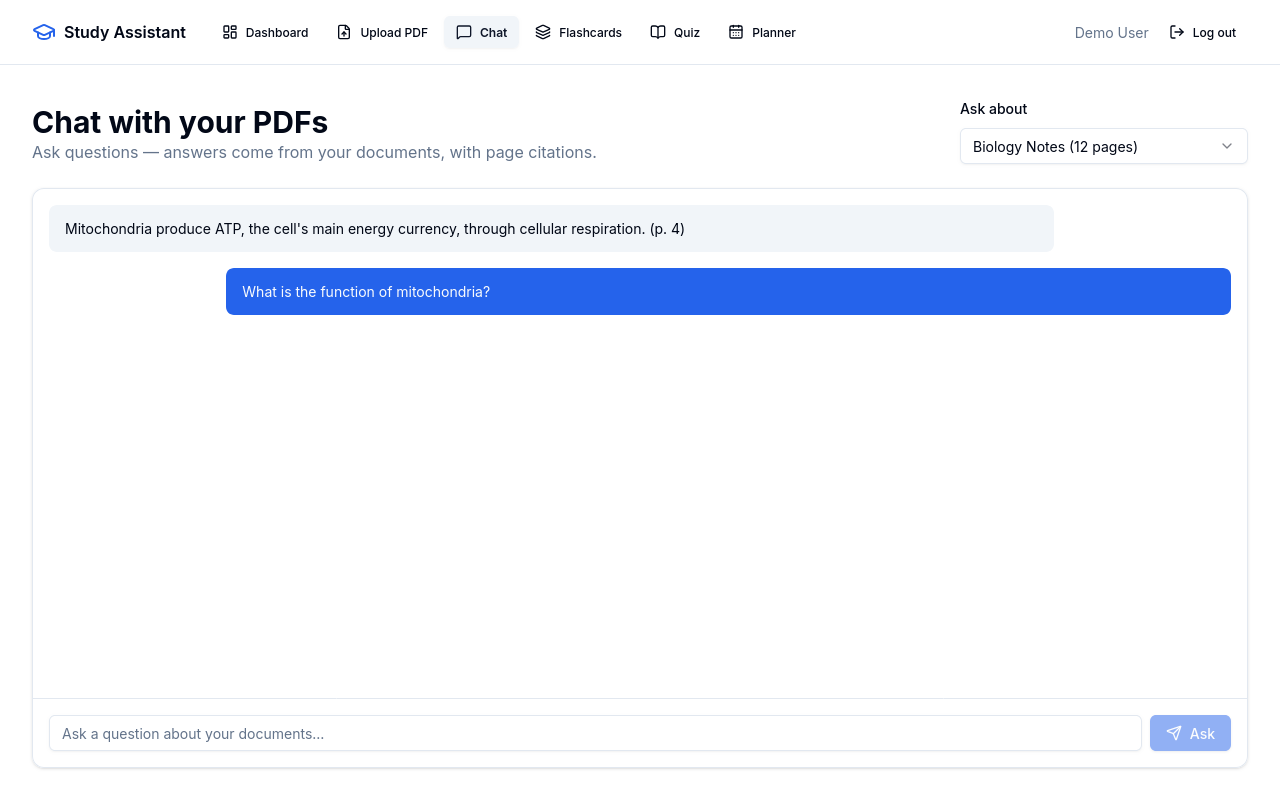 Study Assistant
Dashboard
Upload PDF
Chat
Flashcards
Quiz
Planner
Demo User
Log out
Chat with your PDFs
Ask questions — answers come from your documents, with page citations.
Ask about
Biology Notes (12 pages)
Mitochondria produce ATP, the cell's main energy currency, through cellular respiration. (p. 4)
What is the function of mitochondria?
Ask a question about your documents...
Ask